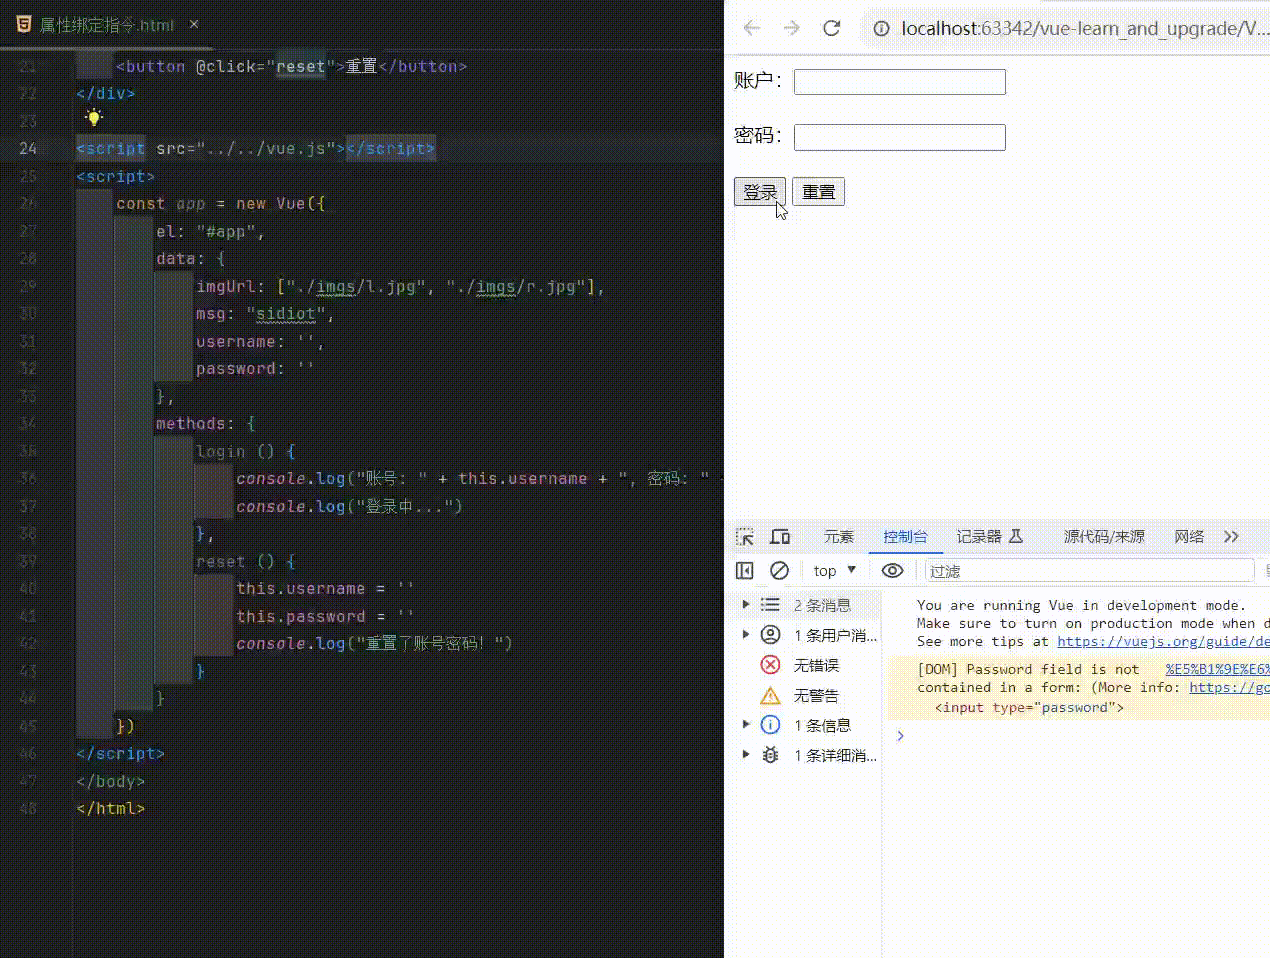 属性绑定指令.html ×
21 <button @click="reset">重置</button>
22 </div>
23
24 <script src="../../vue.js"></script>
25 <script>
26 const app = new Vue({
27 el: "#app",
28 data: {
29 imgUrl: ["./imgs/l.jpg", "./imgs/r.jpg"],
30 msg: "sidiot",
31 username: '',
32 password: ''
33 },
34 methods: {
35 login () {
36 console.log("账号: " + this.username + ", 密码: "
37 console.log("登录中...")
38 },
39 reset () {
40 this.username = ''
41 this.password = ''
42 console.log("重置了账号密码! ")
43 }
44 }
45 })
46 </script>
47 </body>
48 </html>
localhost:63342/vue-learn_and_upgrade/V...
账户:
密码:
登录 重置
元素 控制台 记录器 源代码/来源 网络
top ▼ 过滤
2 条消息
1 条用户消...
无错误
无警告
1 条信息
1 条详细消...
You are running Vue in development mode.
Make sure to turn on production mode when d
See more tips at https://vuejs.org/guide/de
[DOM] Password field is not %E5%B1%9E%E6%
contained in a form: (More info: https://go
<input type="password">
>